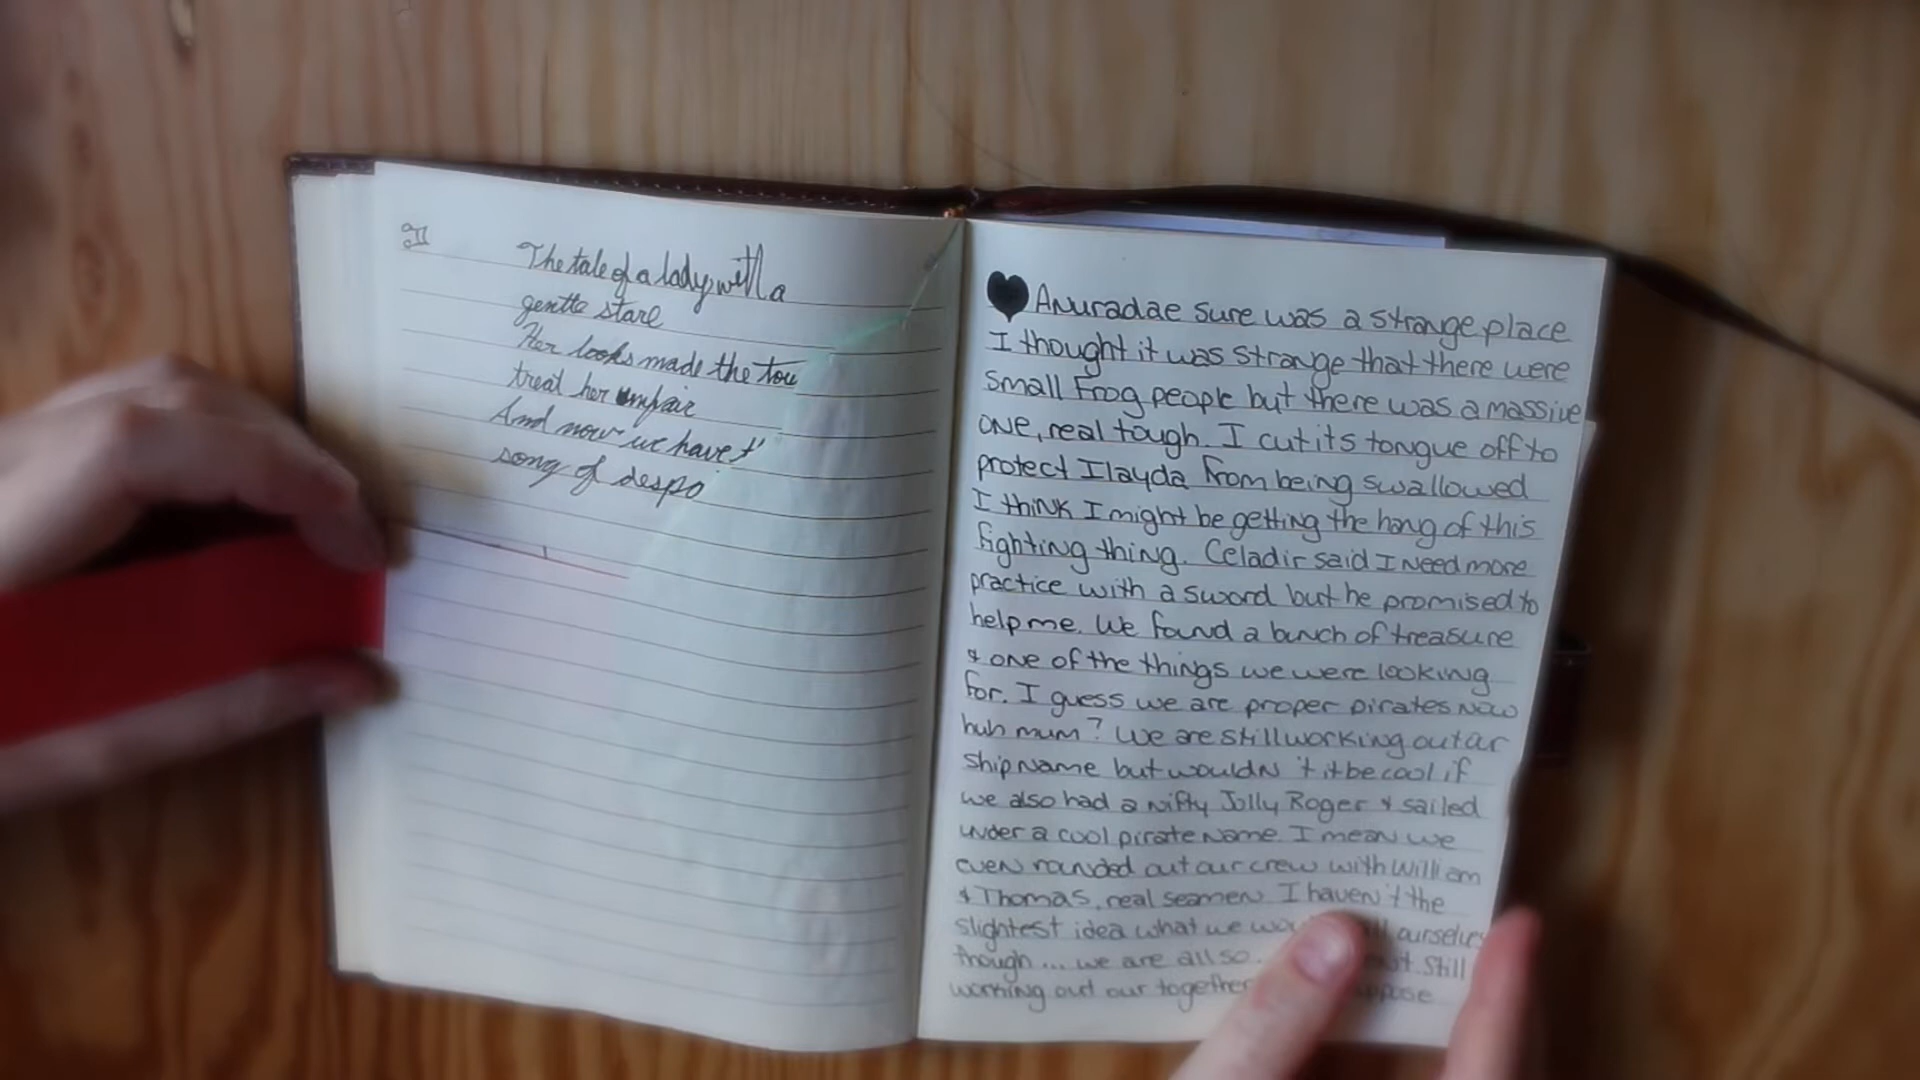 II
The tale of a lady, with a
gentle stare
Her looks made the
treat her unfair
And now we have
song of
Anuradae sure was a strange place
I thought it was strange that there were
small frog people but there was a massive
one, real tough. I cut its tongue off to
protect Ilayda from being swallowed
I think I might be getting the hang of this
fighting thing. Celadir said I need more
practice with a sword but he promised to
help me. We found a bunch of treasure
& one of the things we were looking
for. I guess we are proper pirates now
huh mum? We are still working out our
ship name but wouldn't it be cool if
we also had a nifty Jolly Roger & sailed
under a cool pirate name. I mean we
even rounded out our crew with William
& Thomas, real seamen I haven't the
slightest idea what we ourselves
though ... we are all so. still
working out our together